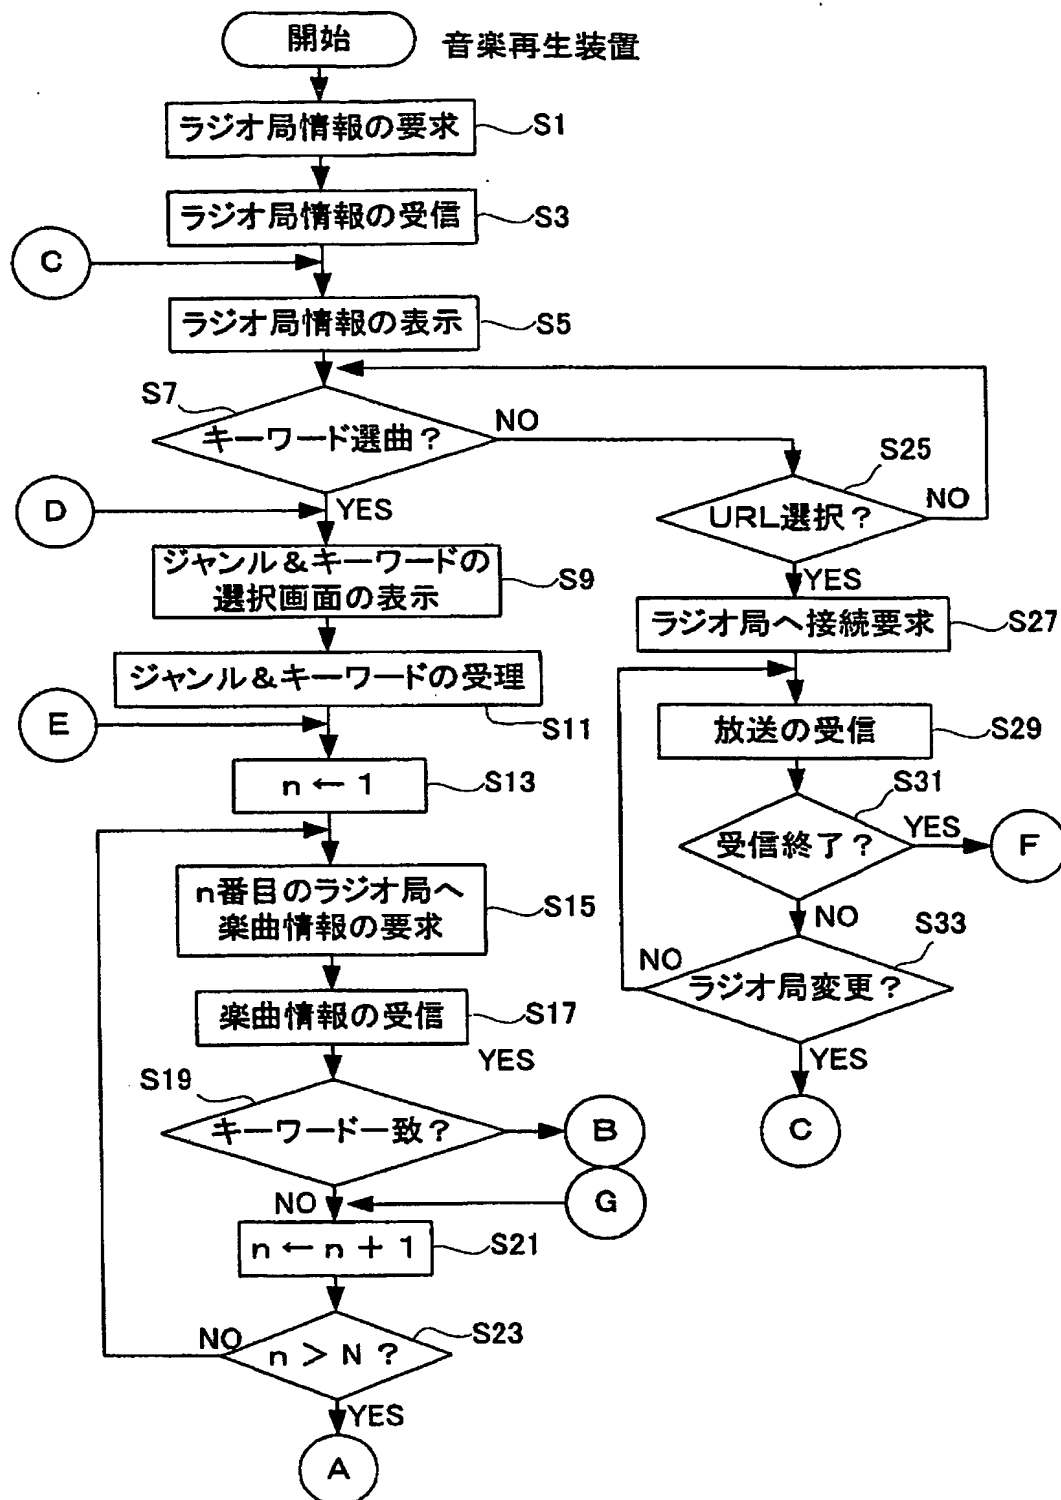 開始
音楽再生装置
ラジオ局情報の要求
S1
ラジオ局情報の受信
S3
C
ラジオ局情報の表示
S5
S7
キーワード選曲？
NO
YES
D
ジャンル＆キーワードの
選択画面の表示
S9
ジャンル＆キーワードの受理
S11
E
n ← 1
S13
n番目のラジオ局へ
楽曲情報の要求
S15
楽曲情報の受信
S17
YES
S19
キーワード一致？
B
NO
G
n ← n + 1
S21
NO
n > N ?
S23
YES
A
S25
URL選択？
NO
YES
ラジオ局へ接続要求
S27
放送の受信
S29
S31
受信終了？
YES
F
NO
S33
NO
ラジオ局変更？
YES
C